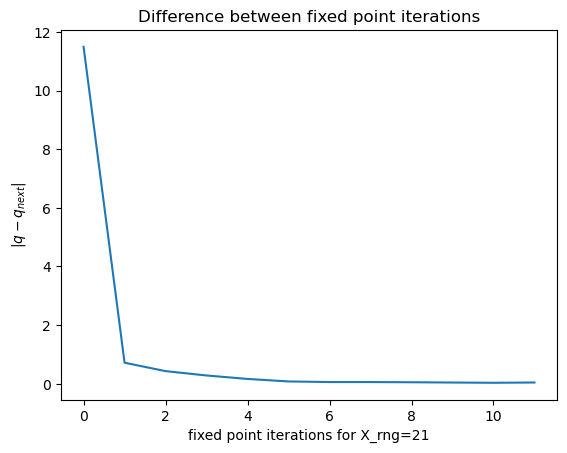 Difference between fixed point iterations
12
10
8
6
4
2
0
|q − q_next|
0 2 4 6 8 10
fixed point iterations for X_rng=21